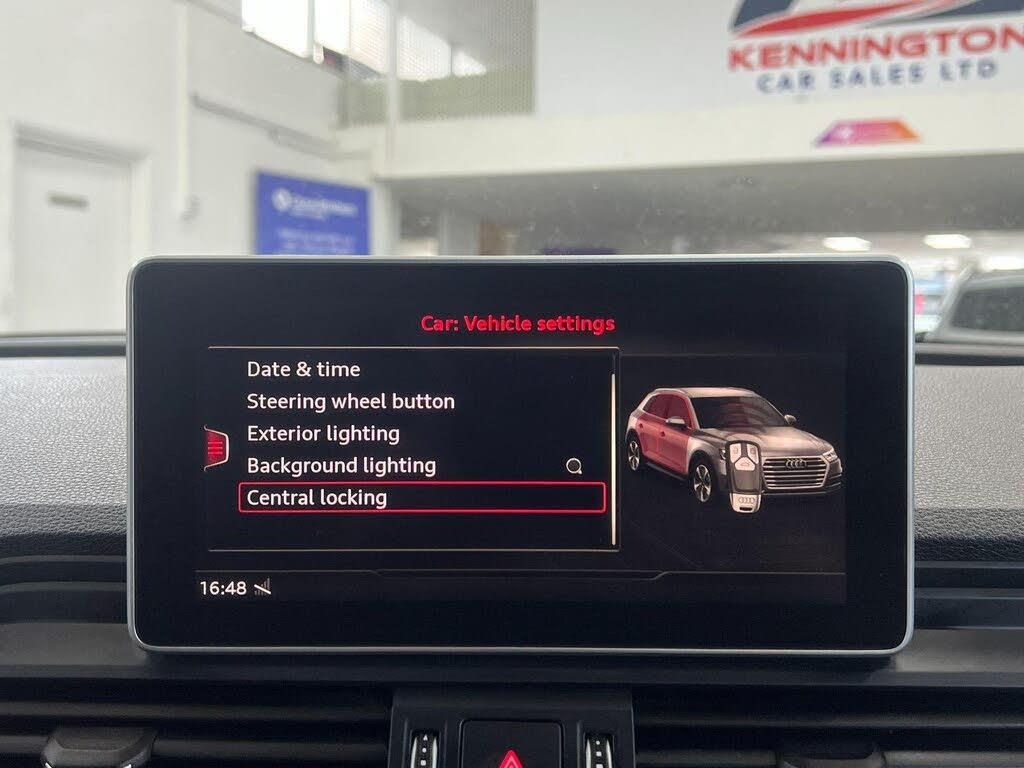 KENNINGTON
CAR SALES LTD
Car: Vehicle settings
Date & time
Steering wheel button
Exterior lighting
Background lighting
Central locking
16:48